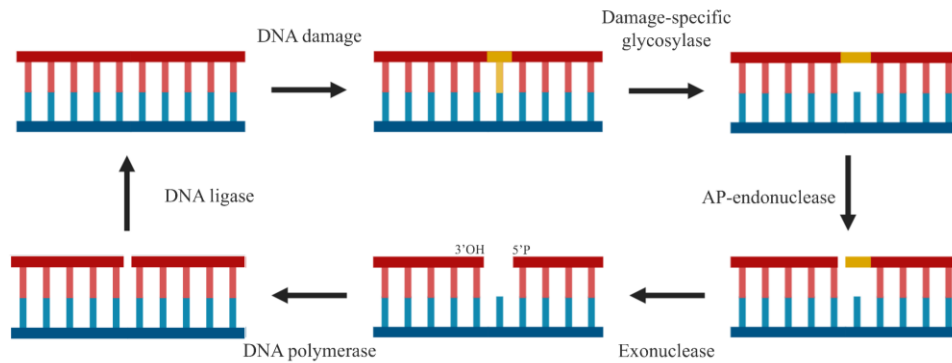 DNA damage
Damage-specific
glycosylase
DNA ligase
AP-endonuclease
3’OH
5’P
DNA polymerase
Exonuclease